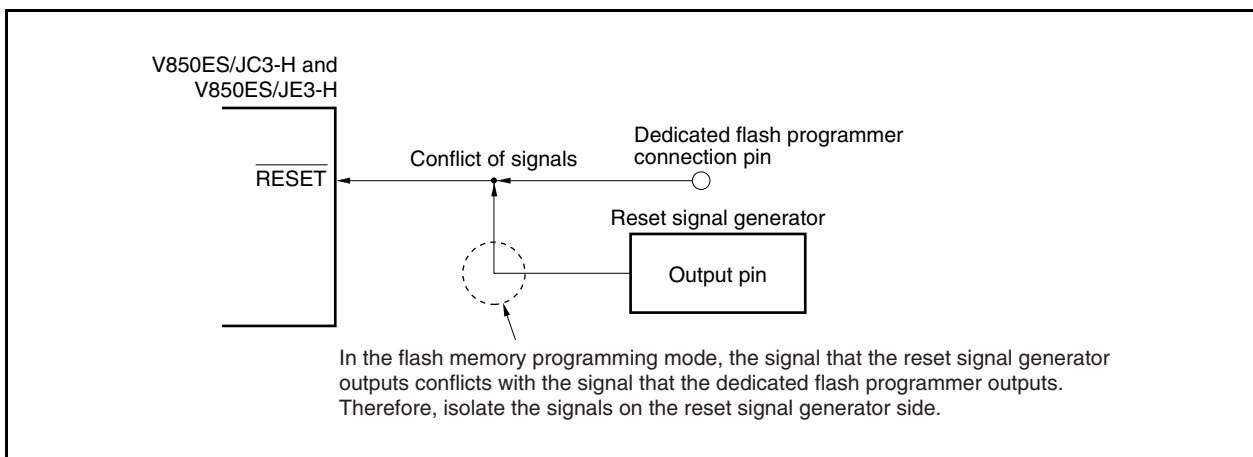 V850ES/JC3-H and
V850ES/JE3-H
Dedicated flash programmer
connection pin
Conflict of signals
RESET
Reset signal generator
Output pin
In the flash memory programming mode, the signal that the reset signal generator
outputs conflicts with the signal that the dedicated flash programmer outputs.
Therefore, isolate the signals on the reset signal generator side.